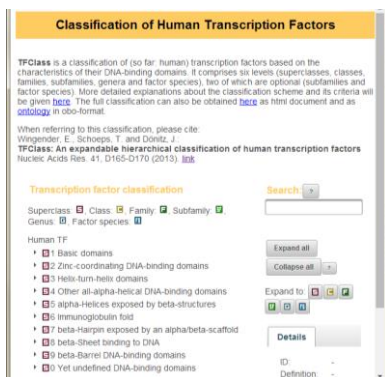 Classification of Human Transcription Factors
TFClass is a classification of (so far: human) transcription factors based on the
characteristics of their DNA-binding domains. It comprises six levels (superclasses, classes,
families, subfamilies, genera and factor species), two of which are optional (subfamilies and
factor species). More detailed explanations about the classification scheme and its criteria will
be given here. The full classification can also be obtained here as html document and as
ontology in obo-format.
When referring to this classification, please cite:
Wingender, E., Schoeps, T. and Dönitz, J.:
TFClass: An expandable hierarchical classification of human transcription factors
Nucleic Acids Res. 41, D165-D170 (2013). link
Transcription factor classification
Search: ?
Superclass: S, Class: , Family: , Subfamily: ,
Genus: , Factor species:
Human TF
1 Basic domains
2 Zinc-coordinating DNA-binding domains
3 Helix-turn-helix domains
4 Other all-alpha-helical DNA-binding domains
5 alpha-Helices exposed by beta-structures
6 Immunoglobulin fold
7 beta-Hairpin exposed by an alpha/beta-scaffold
8 beta-Sheet binding to DNA
9 beta-Barrel DNA-binding domains
0 Yet undefined DNA-binding domains
Expand all
Collapse all ?
Expand to:
Details
ID: -
Definition: -